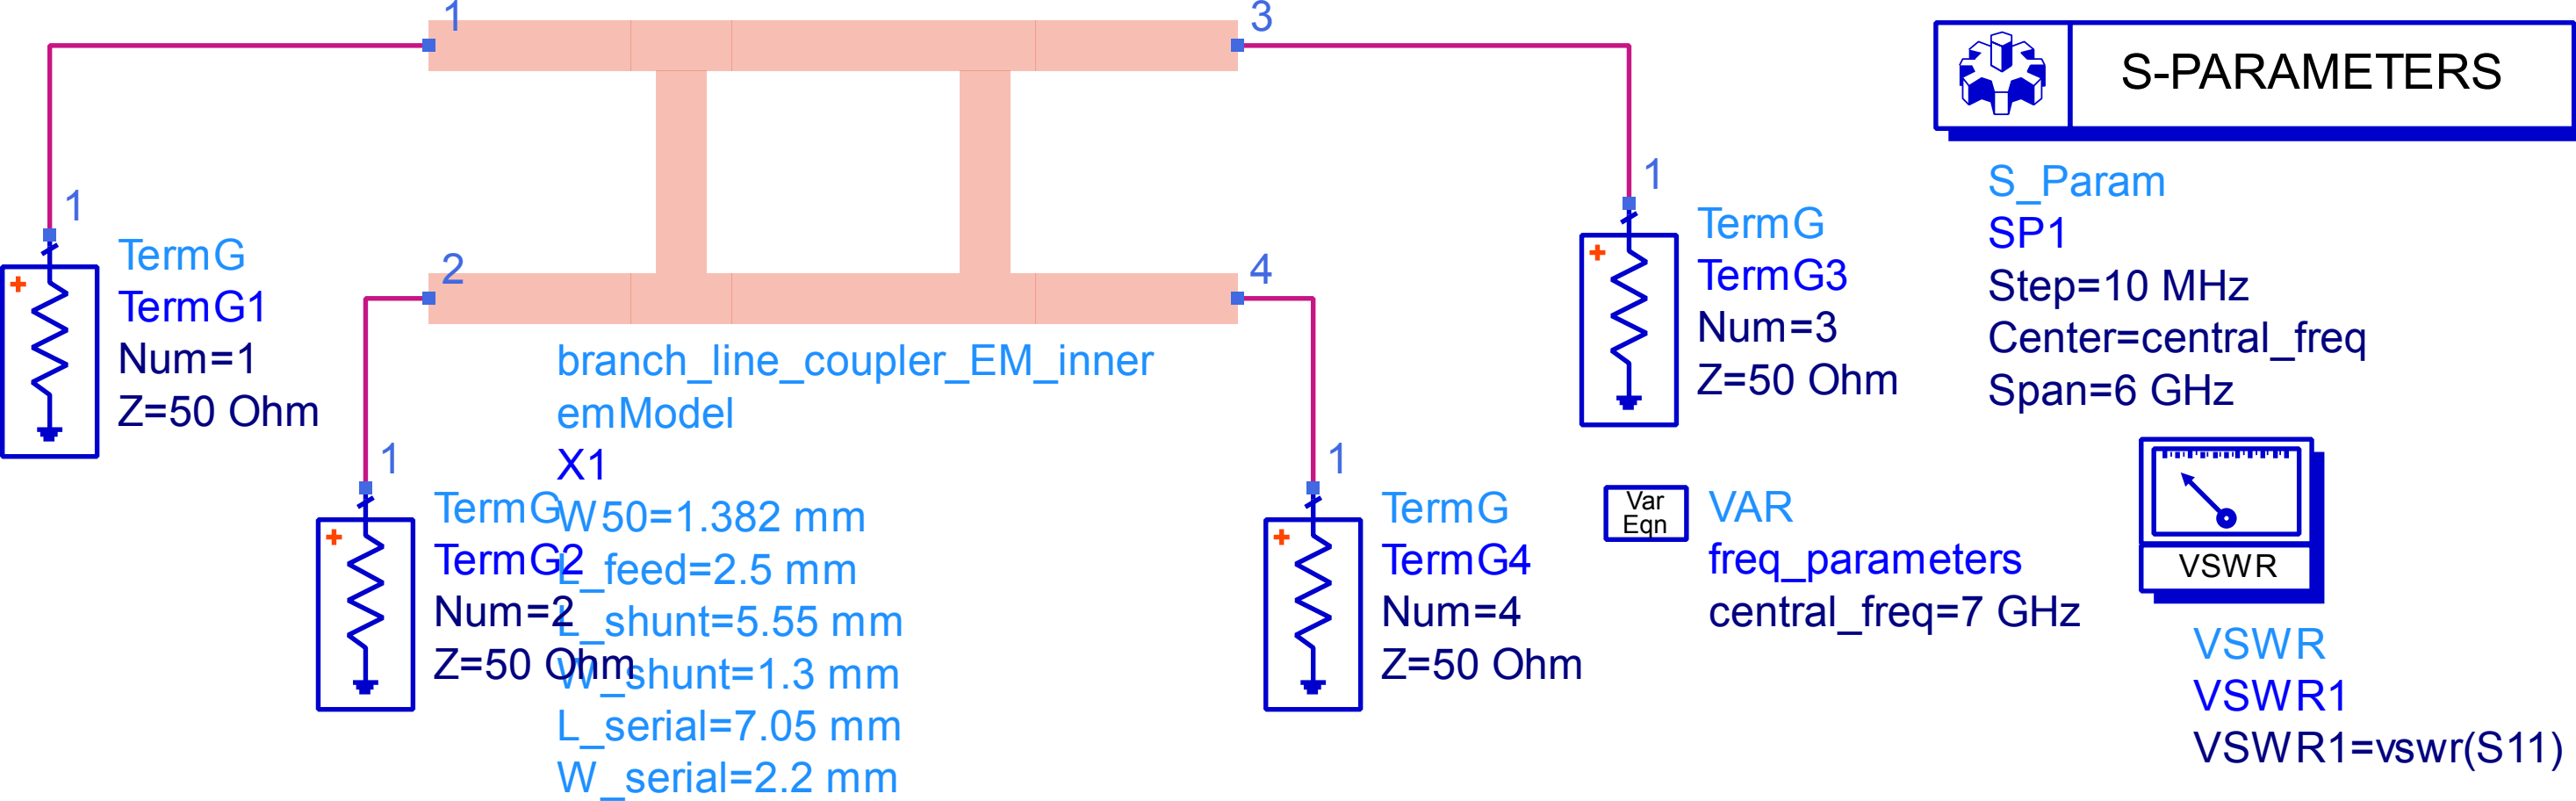 1
3
2
4
1
TermG
TermG1
Num=1
Z=50 Ohm
1
TermG
TermG2
Num=2
Z=50 Ohm
branch_line_coupler_EM_inner
emModel
X1
W50=1.382 mm
L_feed=2.5 mm
L_shunt=5.55 mm
W_shunt=1.3 mm
L_serial=7.05 mm
W_serial=2.2 mm
1
TermG
TermG4
Num=4
Z=50 Ohm
1
TermG
TermG3
Num=3
Z=50 Ohm
Var
Eqn
VAR
freq_parameters
central_freq=7 GHz
S-PARAMETERS
S_Param
SP1
Step=10 MHz
Center=central_freq
Span=6 GHz
VSWR
VSWR
VSWR1
VSWR1=vswr(S11)